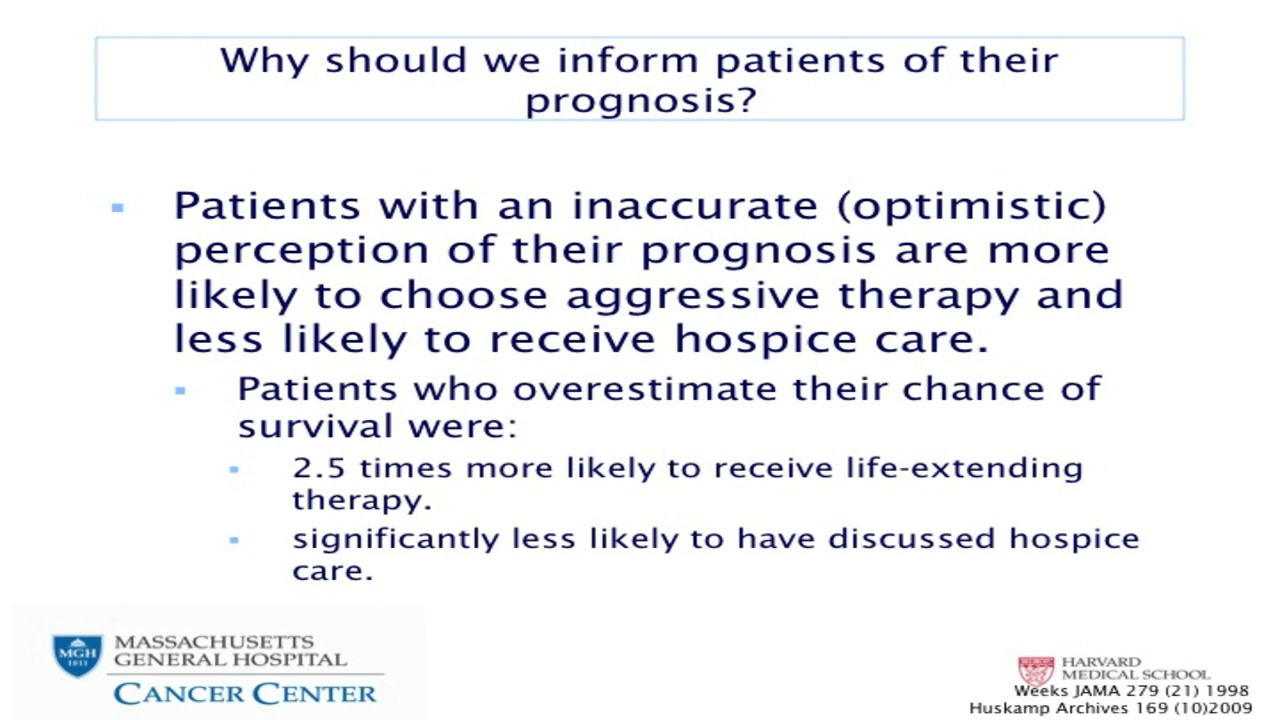 Why should we inform patients of their
prognosis?
Patients with an inaccurate (optimistic)
perception of their prognosis are more
likely to choose aggressive therapy and
less likely to receive hospice care.
Patients who overestimate their chance of
survival were:
2.5 times more likely to receive life-extending
therapy.
significantly less likely to have discussed hospice
care.
MGH
1811
MASSACHUSETTS
GENERAL HOSPITAL
CANCER CENTER
HARVARD
MEDICAL SCHOOL
Weeks JAMA 279 (21) 1998
Huskamp Archives 169 (10)2009